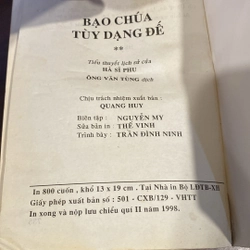 BẠO CHÚA
TÙY DẠNG ĐẾ
**
Tiểu thuyết lịch sử của
HÀ SĨ PHU
ÔNG VĂN TÙNG dịch
Chịu trách nhiệm xuất bản:
QUANG HUY
Biên tập: NGUYÊN MY
Sửa bản in: THẾ VINH
Trình bày: TRẦN ĐÌNH NINH
In 800 cuốn, khổ 13 x 19 cm. Tại Nhà in Bộ LĐTB-XH
Giấy phép xuất bản số: 501 - CXB/129 - VHTT
In xong và nộp lưu chiểu quí II năm 1998.